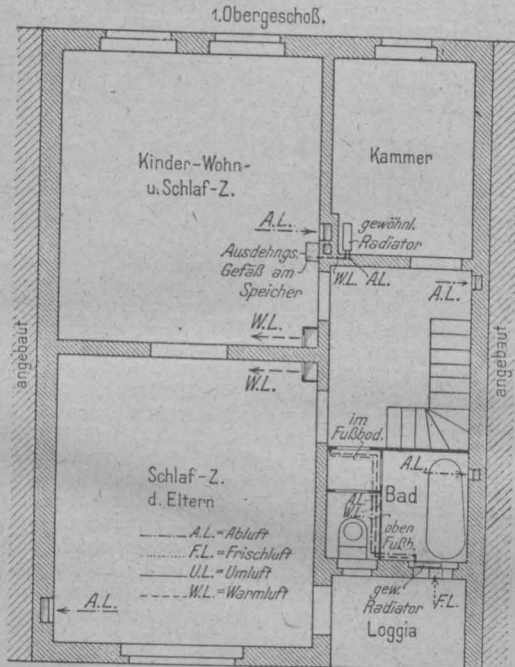 1.Obergeschoß.
Kinder-Wohn-
u. Schlaf-Z.
Kammer
A.L.
gewöhnl.
Radiator
Ausdehngs.
Gefäß am
Speicher
W.L.
A.L.
A.L.
angebaut
angebaut
W.L.
W.L.
im
Fußbod.
Schlaf-Z.
d. Eltern
A.L.
Bad
A.L.
W.L.
oben
Fußb.
A.L. = Abluft
F.L. = Frischluft
U.L. = Umluft
W.L. = Warmluft
A.L.
gew.
Radiator
F.L.
Loggia